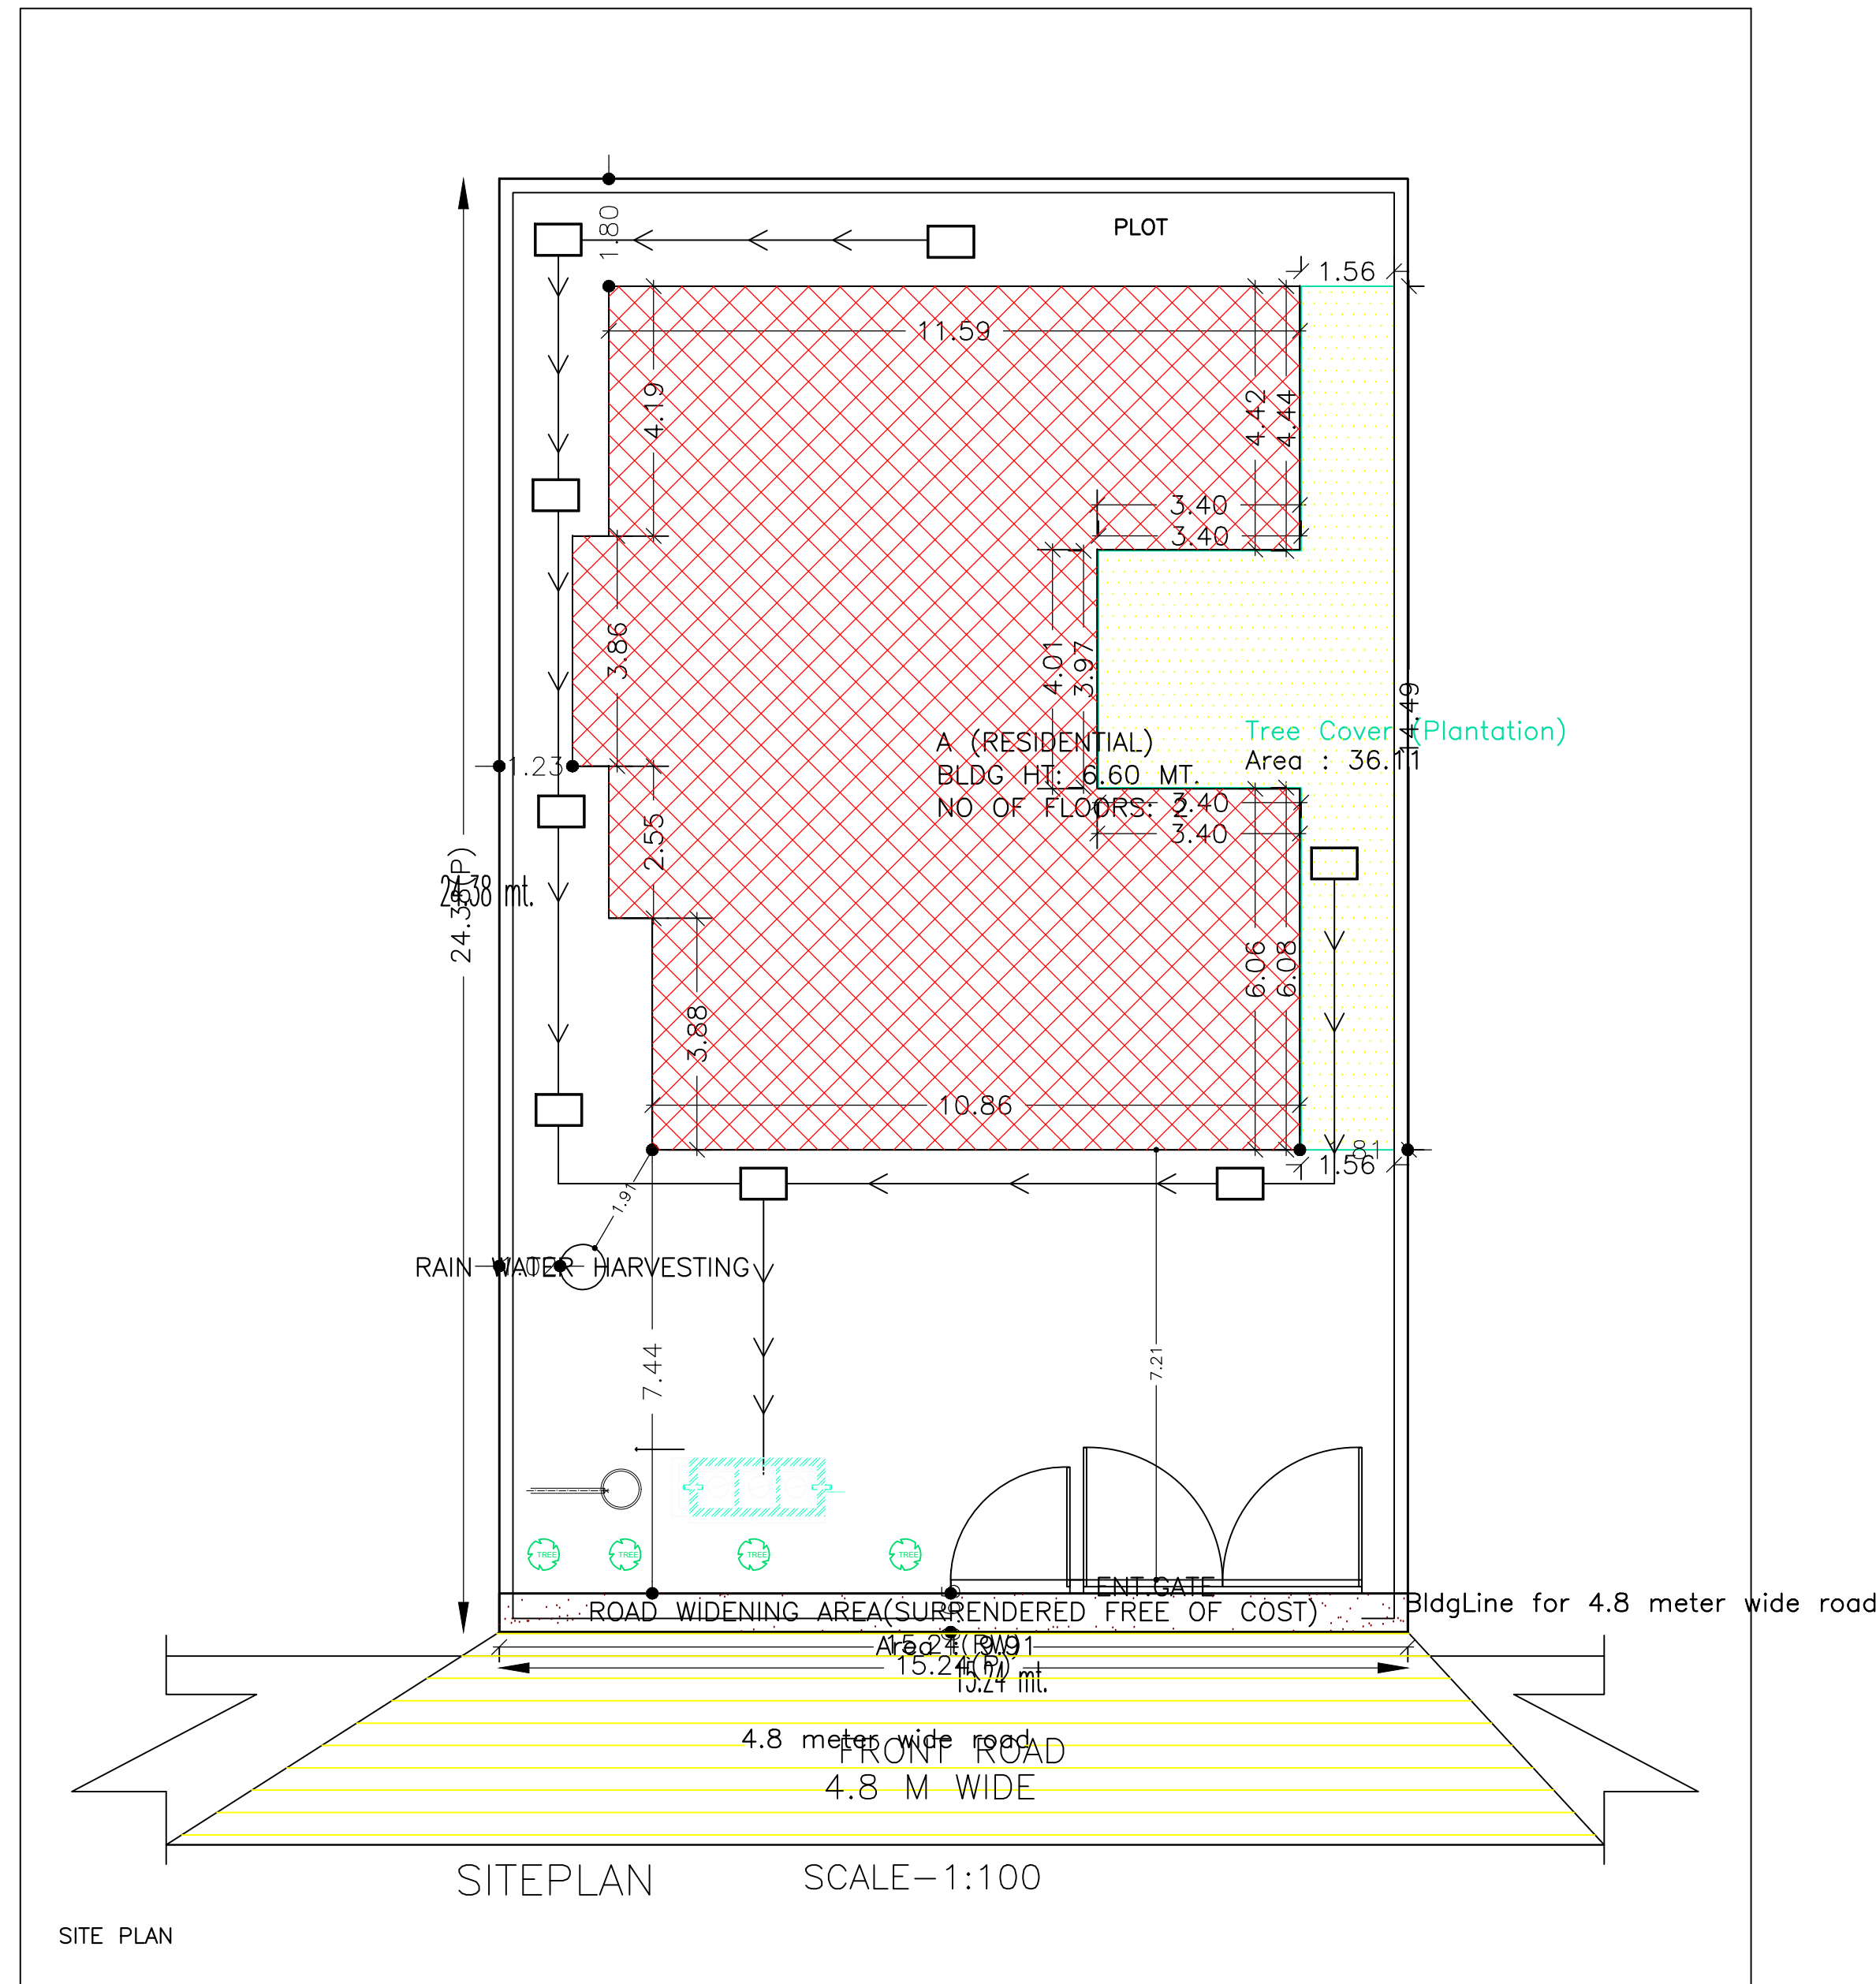 PLOT
1.80
1.56
11.59
4.19
4.42
4.44
3.40
3.40
3.86
4.01
3.97
14.49
Tree Cover (Plantation)
Area : 36.11
A (RESIDENTIAL)
BLDG HT: 6.60 MT.
NO OF FLOORS: 2
1.23
3.40
3.40
2.55
24.38 mt.
6.06
6.08
3.88
10.86
1.56
1.91
RAIN WATER HARVESTING
7.44
7.21
TREE
TREE
TREE
TREE
ENT.GATE
BldgLine for 4.8 meter wide road
ROAD WIDENING AREA(SURRENDERED FREE OF COST)
Area : 9.91
15.24(P)
15.24 mt.
4.8 meter wide road
FRONT ROAD
4.8 M WIDE
SITEPLAN
SCALE-1:100
SITE PLAN